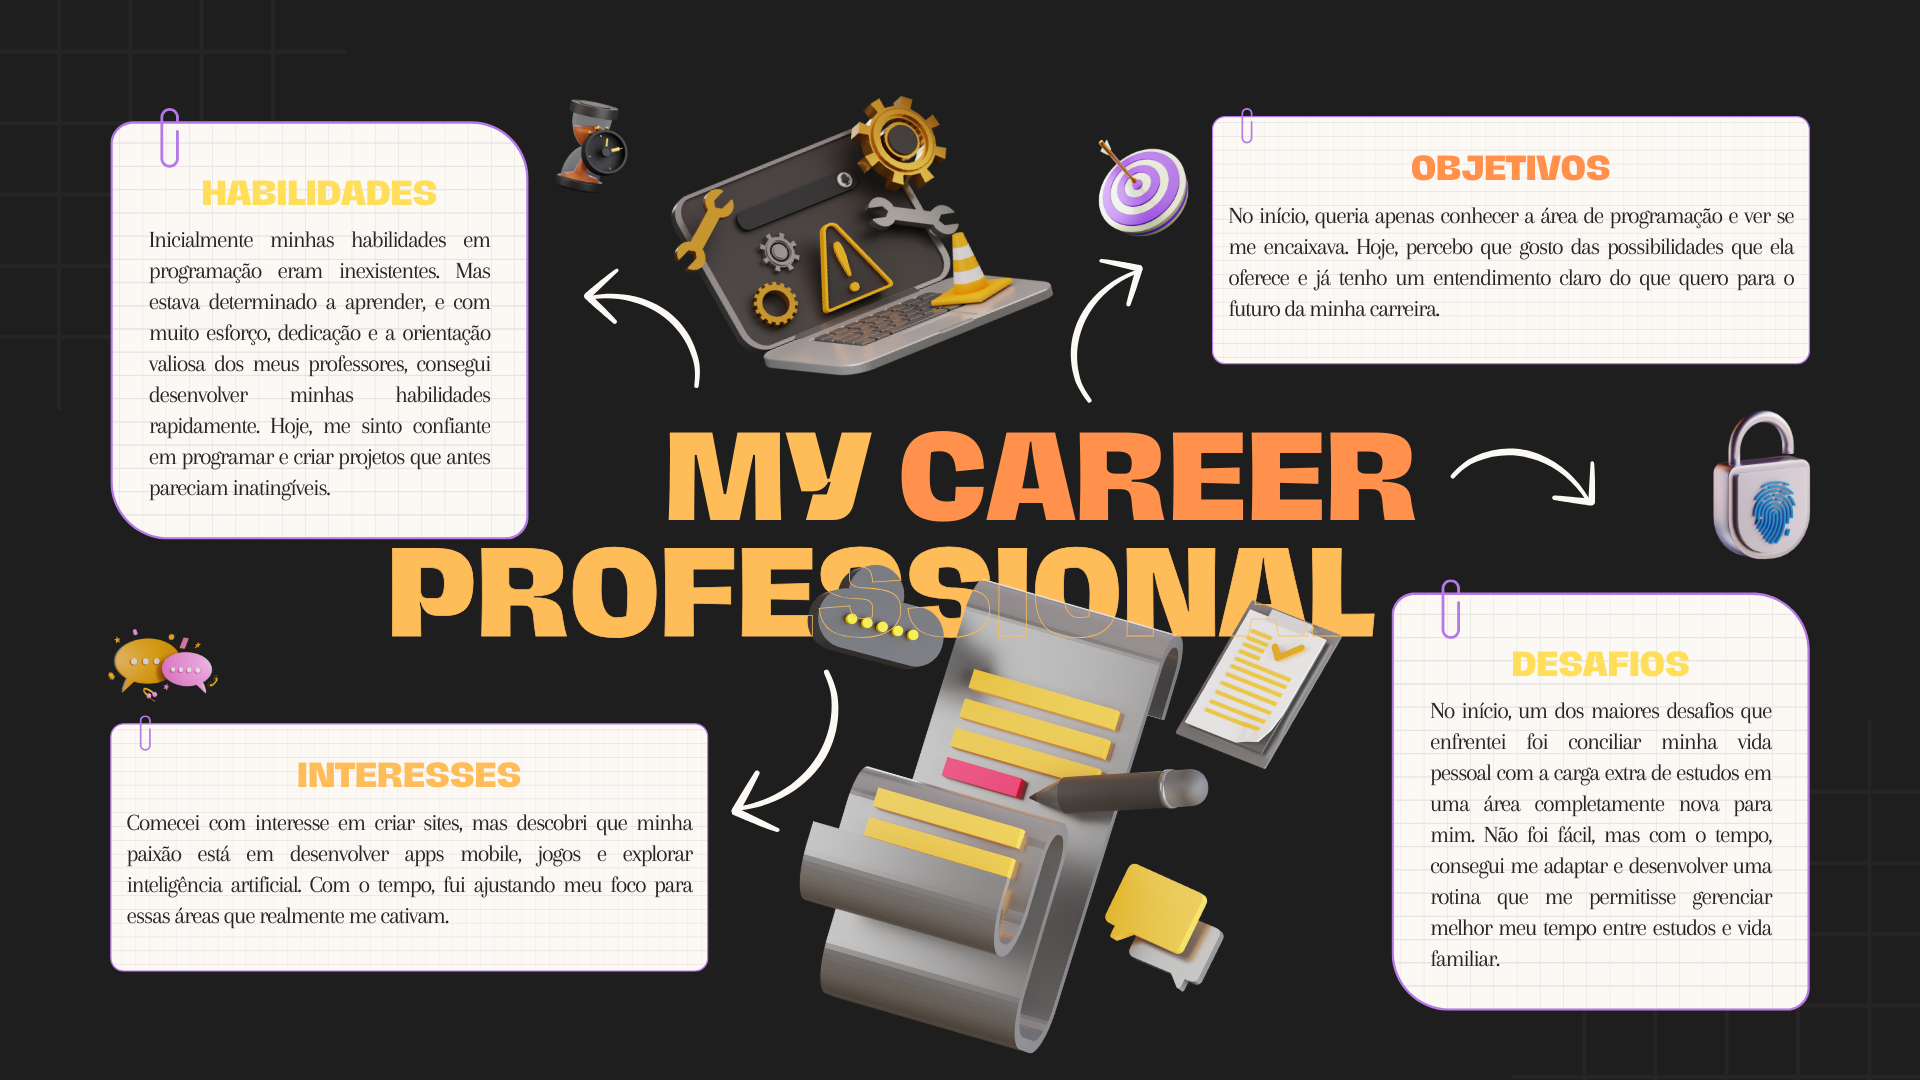 HABILIDADES
Inicialmente minhas habilidades em
programação eram inexistentes. Mas
estava determinado a aprender, e com
muito esforço, dedicação e a orientação
valiosa dos meus professores, consegui
desenvolver minhas habilidades
rapidamente. Hoje, me sinto confiante
em programar e criar projetos que antes
pareciam inatingíveis.
OBJETIVOS
No início, queria apenas conhecer a área de programação e ver se
me encaixava. Hoje, percebo que gosto das possibilidades que ela
oferece e já tenho um entendimento claro do que quero para o
futuro da minha carreira.
MY CAREER
PROFESSIONAL
INTERESSES
Comecei com interesse em criar sites, mas descobri que minha
paixão está em desenvolver apps mobile, jogos e explorar
inteligência artificial. Com o tempo, fui ajustando meu foco para
essas áreas que realmente me cativam.
DESAFIOS
No início, um dos maiores desafios que
enfrentei foi conciliar minha vida
pessoal com a carga extra de estudos em
uma área completamente nova para
mim. Não foi fácil, mas com o tempo,
consegui me adaptar e desenvolver uma
rotina que me permitisse gerenciar
melhor meu tempo entre estudos e vida
familiar.